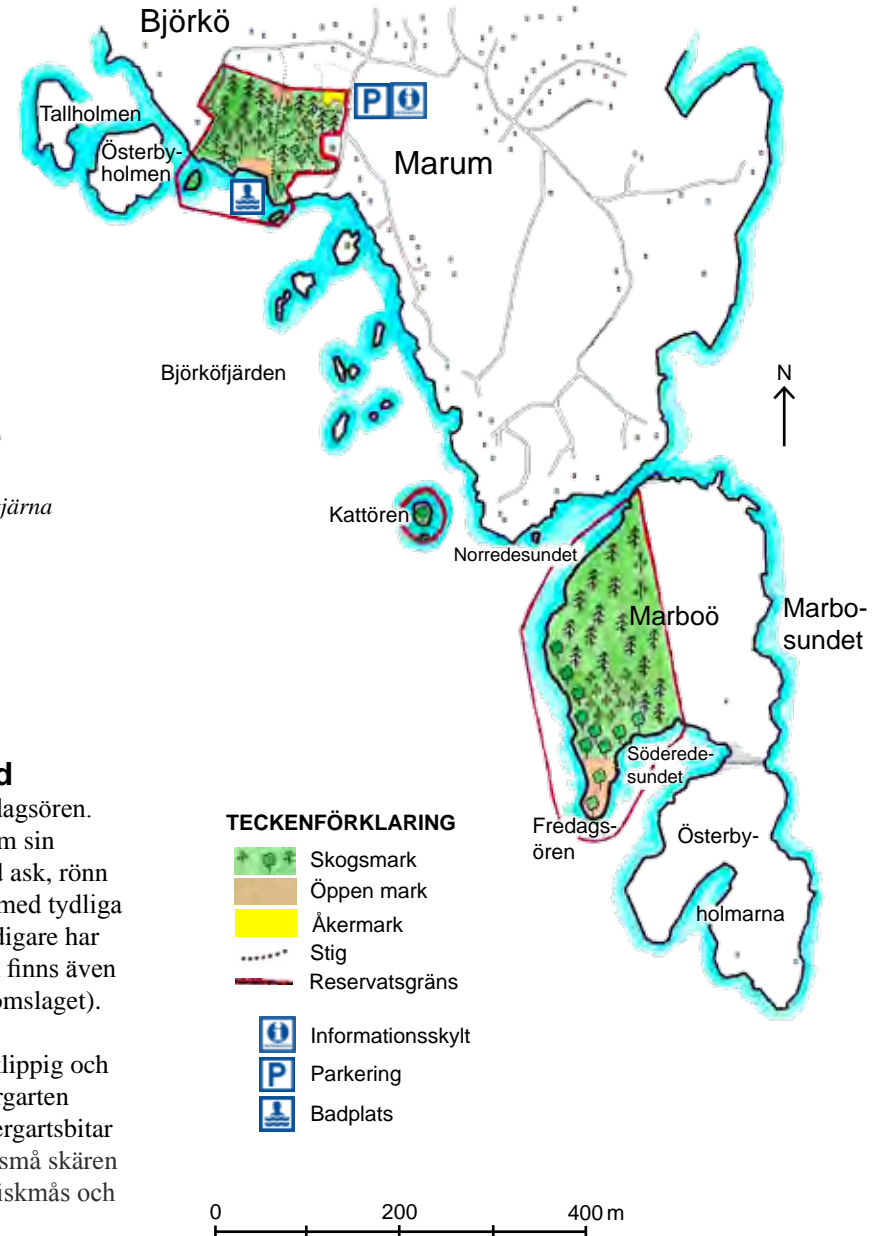 Björkö
Tallholmen
Österby-
holmen
P
i
Marum
Björköfjärden
N
järna
Kattören
Norredesundet
Marboö
Marbo-
sundet
Söderede-
sundet
Fredags-
ören
Österby-
holmarna
d
lagsören.
m sin
d ask, rönn
med tydliga
digare har
finns även
omslaget).
klippig och
rgarten
ergartsbitar
små skären
iskmås och
TECKENFÖRKLARING
Skogsmark
Öppen mark
Åkermark
Stig
Reservatsgräns
i Informationsskylt
P Parkering
Badplats
0 200 400 m